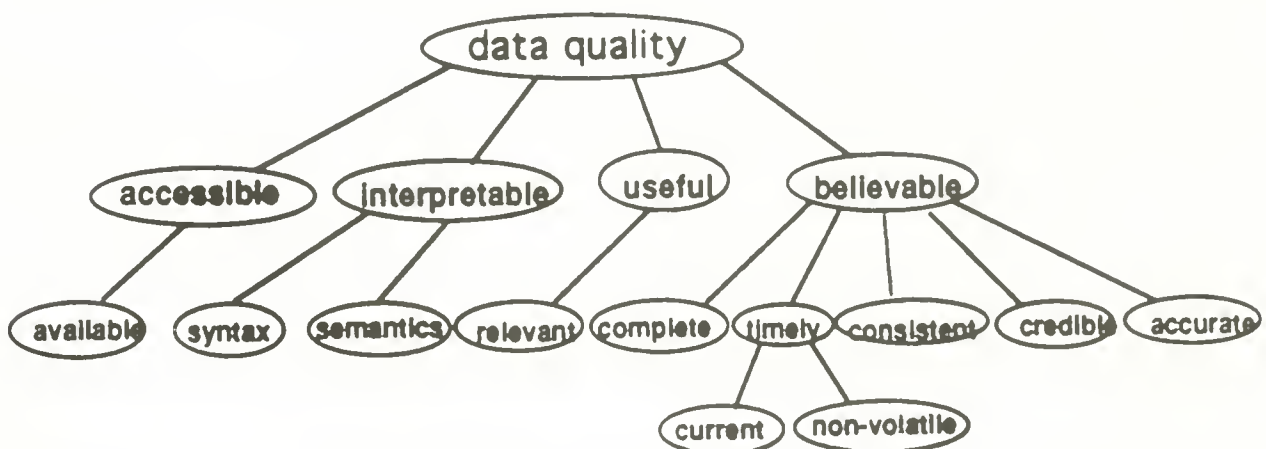 data quality
accessible interpretable useful believable
available syntax semantics relevant complete timely consistent credible accurate
current non-volatile